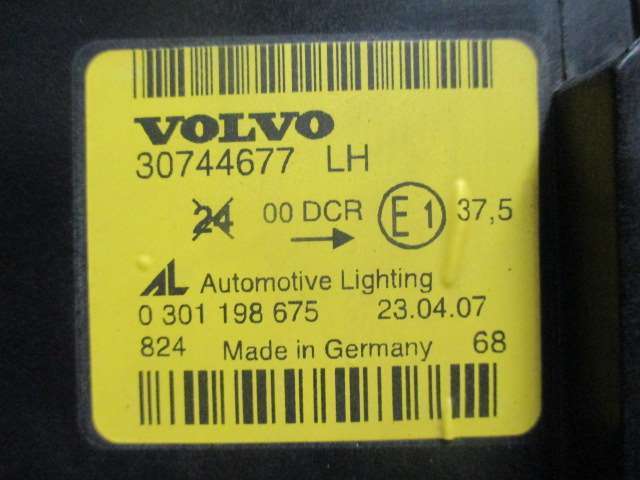 VOLVO
30744677 LH
24 00 DCR E1 37,5
AL Automotive Lighting
0 301 198 675 23.04.07
824 Made in Germany 68